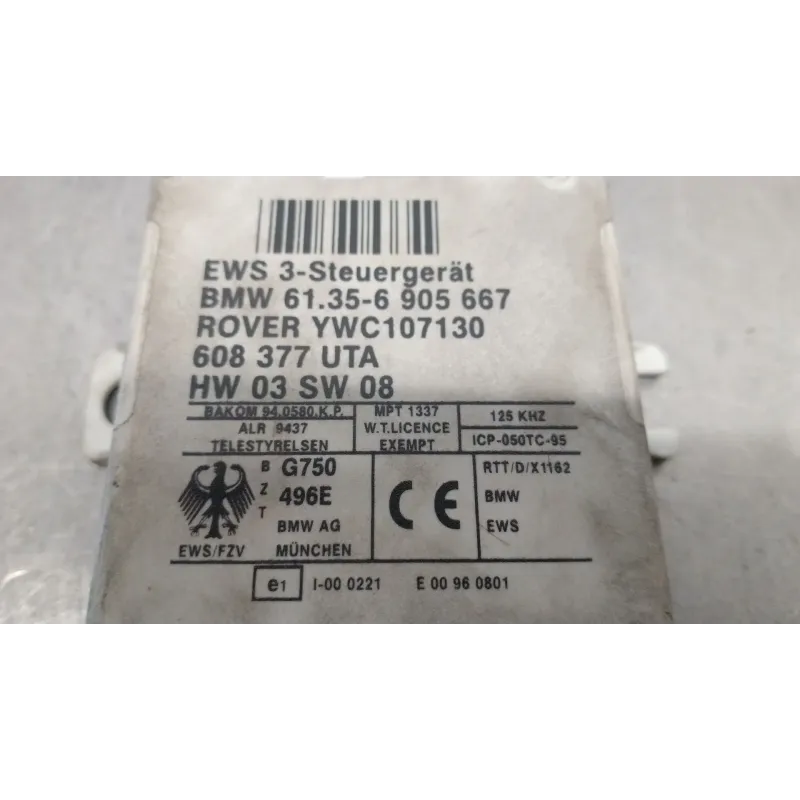 EWS 3-Steuergerät
BMW 61.35-6 905 667
ROVER YWC107130
608 377 UTA
HW 03 SW 08
BAKOM 94.0580.K.P.
ALR 9437
TELESTYRELSEN
MPT 1337
W.T.LICENCE
EXEMPT
125 KHZ
ICP-050TC-95
BZT
G750
496E
BMW AG
MÜNCHEN
EWS/FZV
CE
RTT/D/X1162
BMW
EWS
e1 I-00 0221 E 00 96 0801